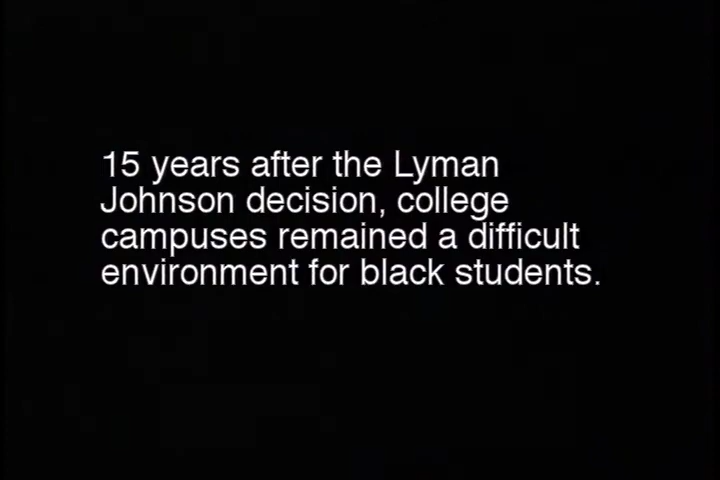 15 years after the Lyman
Johnson decision, college
campuses remained a difficult
environment for black students.